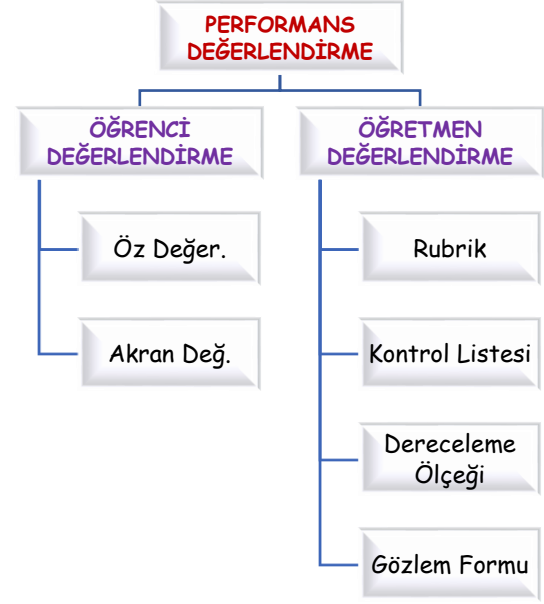 PERFORMANS
DEĞERLENDİRME
ÖĞRENCİ
DEĞERLENDİRME
Öz Değer.
Akran Değ.
ÖĞRETMEN
DEĞERLENDİRME
Rubrik
Kontrol Listesi
Dereceleme
Ölçeği
Gözlem Formu